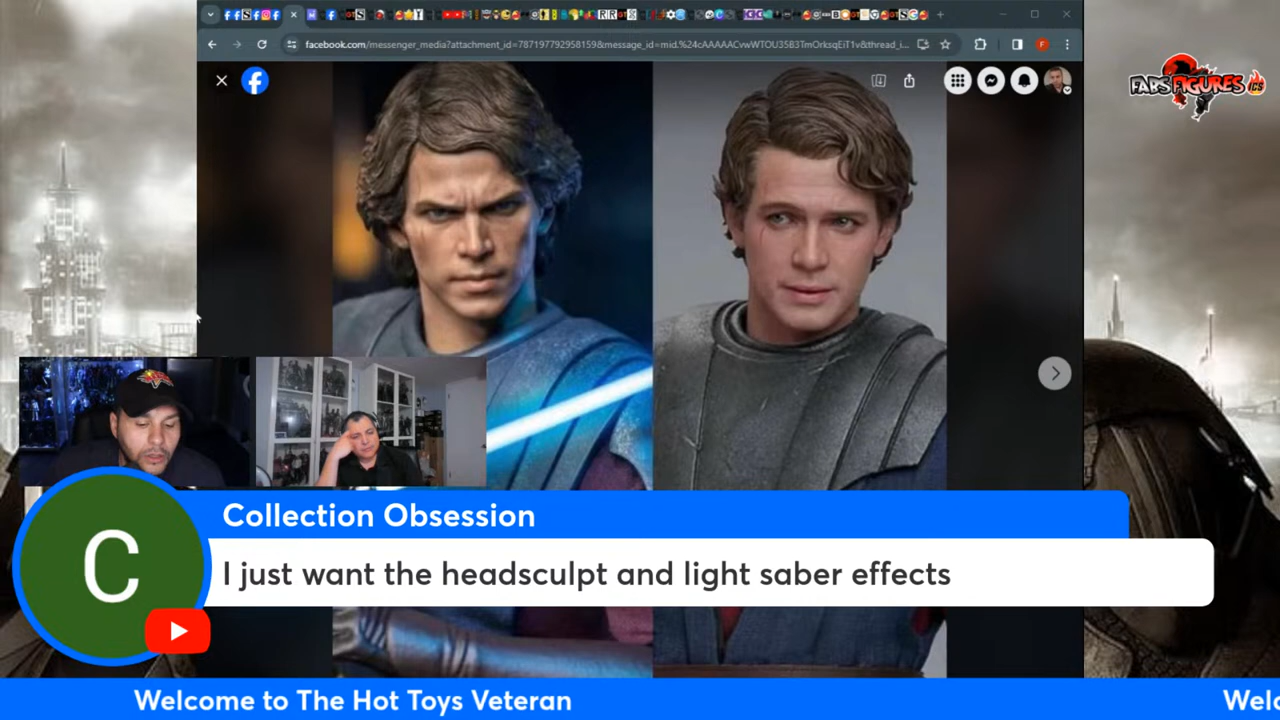 facebook.com/messenger_media?attachment_id=787197792958159&message_id=mid.%24cAAAAACvwWTOU35B3TmOrksqEiT1v&thread_i...
FABS FIGURES ICS
Collection Obsession
I just want the headsculpt and light saber effects
C
Welcome to The Hot Toys Veteran
Welc